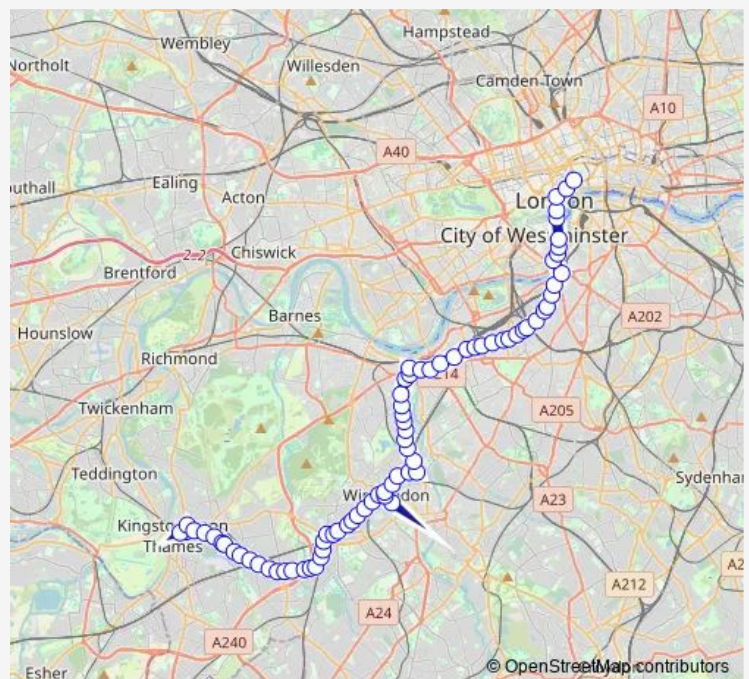 Hampstead
Wembley
Northolt
Willesden
Camden Town
A10
A40
Ealing
Acton
London
City of Westminster
Chiswick
Brentford
Barnes
Hounslow
A202
Richmond
Twickenham
A205
Teddington
Sydenham
Wimbledon
A23
Kingston upon
Thames
A212
A24
A240
© OpenStreetMap contributors
Esher